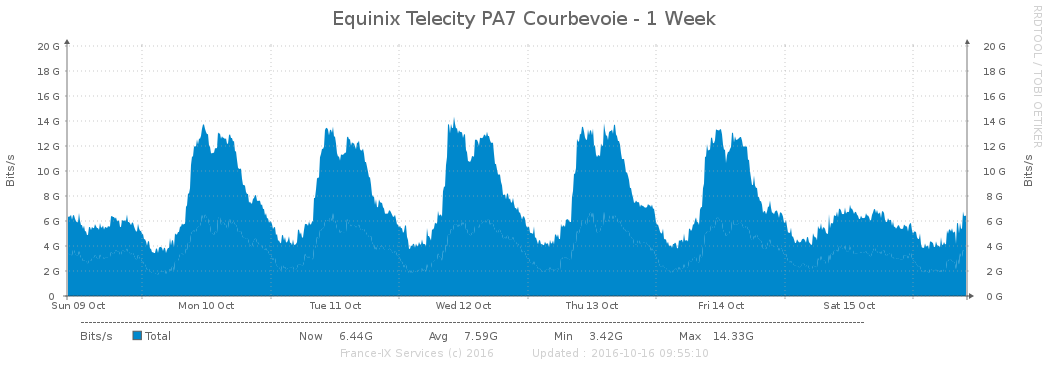 Equinix Telecity PA7 Courbevoie - 1 Week
RRDTOOL / TOBI OETIKER
Bits/s
20 G 20 G
18 G 18 G
16 G 16 G
14 G 14 G
12 G 12 G
10 G 10 G
8 G 8 G
6 G 6 G
4 G 4 G
2 G 2 G
0 0 G
Bits/s
Sun 09 Oct Mon 10 Oct Tue 11 Oct Wed 12 Oct Thu 13 Oct Fri 14 Oct Sat 15 Oct
Bits/s Total Now 6.44G Avg 7.59G Min 3.42G Max 14.33G
France-IX Services (c) 2016 Updated : 2016-10-16 09:55:10